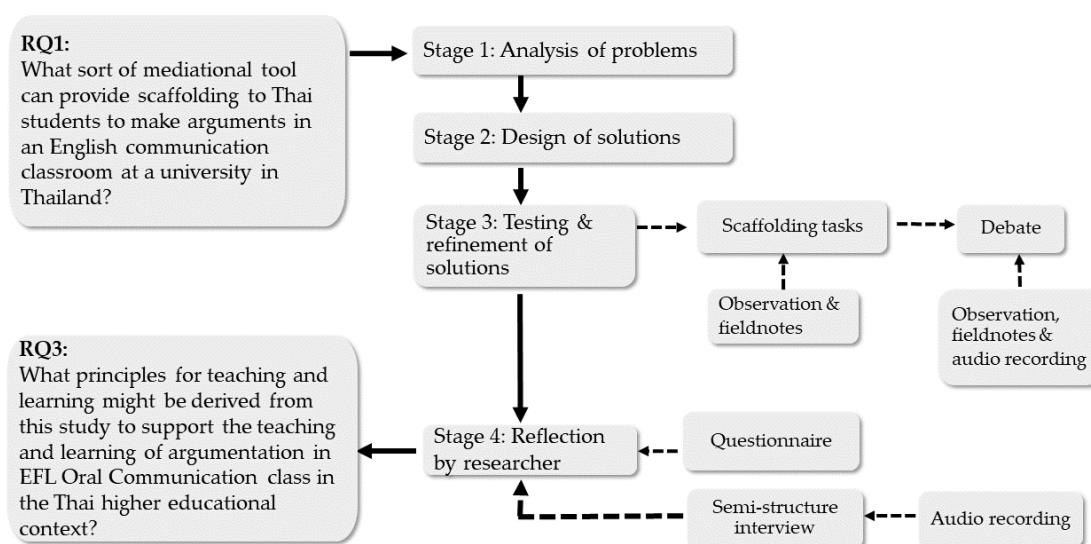 RQ1:
What sort of mediational tool
can provide scaffolding to Thai
students to make arguments in
an English communication
classroom at a university in
Thailand?
Stage 1: Analysis of problems
Stage 2: Design of solutions
Stage 3: Testing &
refinement of
solutions
Scaffolding tasks
Debate
Observation &
fieldnotes
Observation,
fieldnotes &
audio recording
RQ3:
What principles for teaching and
learning might be derived from
this study to support the teaching
and learning of argumentation in
EFL Oral Communication class in
the Thai higher educational
context?
Stage 4: Reflection
by researcher
Questionnaire
Semi-structure
interview
Audio recording